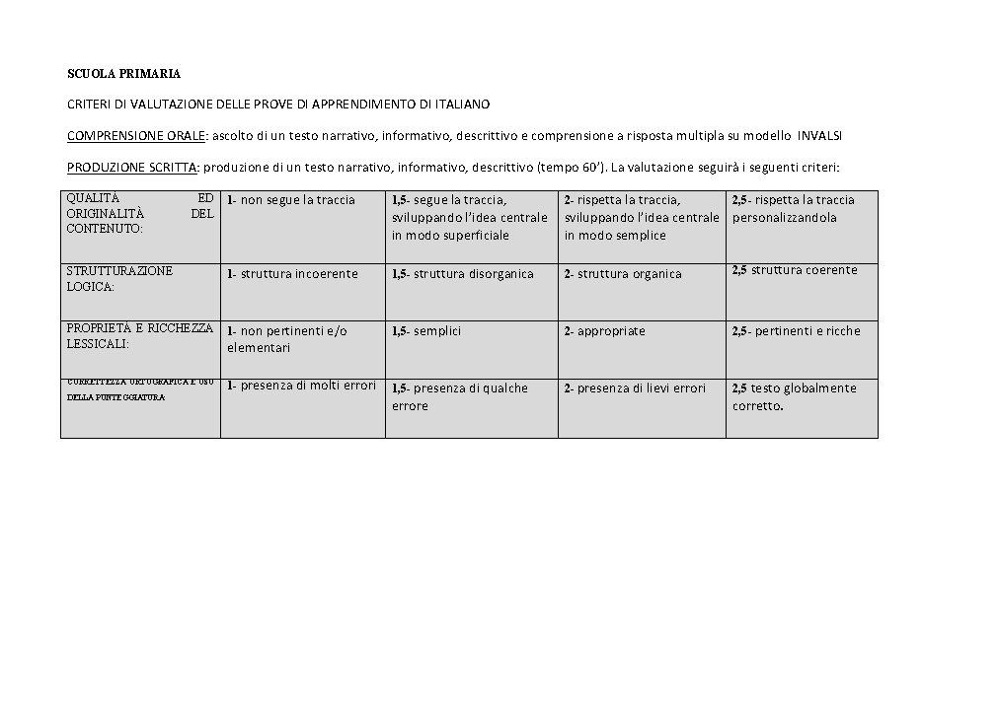 SCUOLA PRIMARIA
CRITERI DI VALUTAZIONE DELLE PROVE DI APPRENDIMENTO DI ITALIANO
COMPRENSIONE ORALE: ascolto di un testo narrativo, informativo, descrittivo e comprensione a risposta multipla su modello INVALSI
PRODUZIONE SCRITTA: produzione di un testo narrativo, informativo, descrittivo (tempo 60’). La valutazione seguirà i seguenti criteri:
QUALITÀ ED
ORIGINALITÀ DEL
CONTENUTO:
1- non segue la traccia
1,5- segue la traccia,
sviluppando l’idea centrale
in modo superficiale
2- rispetta la traccia,
sviluppando l’idea centrale
in modo semplice
2,5- rispetta la traccia
personalizzandola
STRUTTURAZIONE
LOGICA:
1- struttura incoerente
1,5- struttura disorganica
2- struttura organica
2,5 struttura coerente
PROPRIETÀ E RICCHEZZA
LESSICALI:
1- non pertinenti e/o
elementari
1,5- semplici
2- appropriate
2,5- pertinenti e ricche
CORRETTEZZA ORTOGRAFICA E USO
DELLA PUNTEGGIATURA:
1- presenza di molti errori
1,5- presenza di qualche
errore
2- presenza di lievi errori
2,5 testo globalmente
corretto.